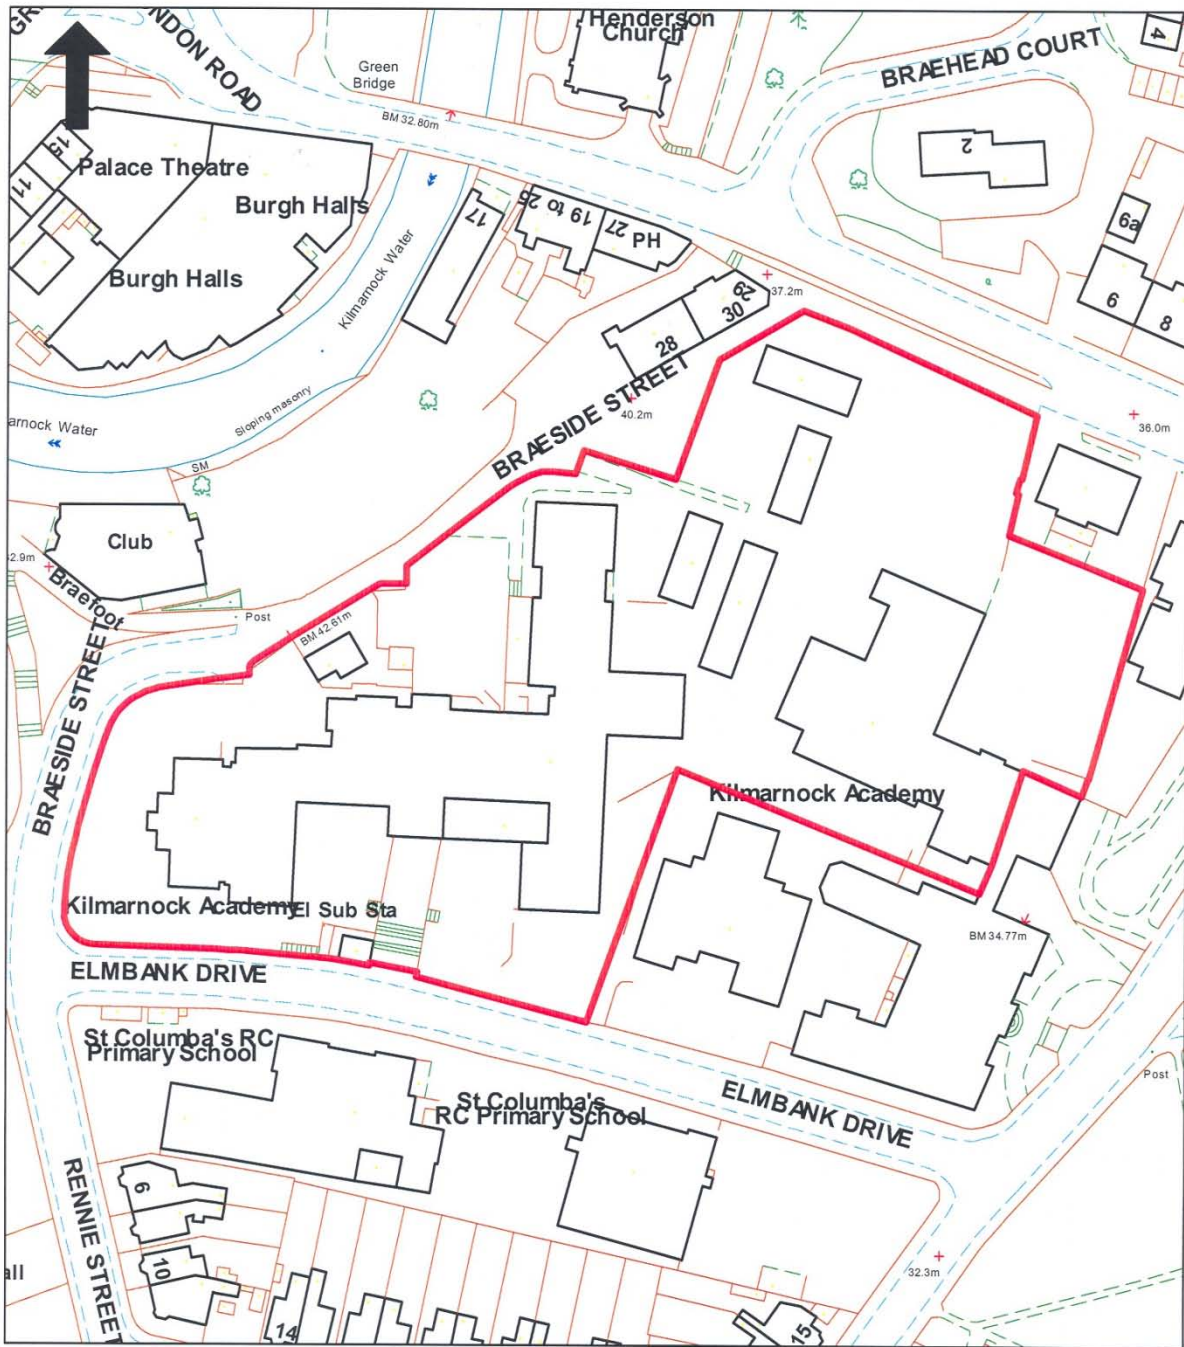 NDON ROAD
Green
Bridge
Henderson
Church
BRAEHEAD COURT
4
BM 32.80m
2
15
11
Palace Theatre
Burgh Halls
Burgh Halls
17
19 to 25
27
PH
Kilmarnock Water
6a
6
8
37.2m
29
30
28
BRAESIDE STREET
40.2m
36.0m
arnock Water
Sloping masonry
SM
Club
2.9m
Braefoot
Post
BM 42.61m
BRAESIDE STREET
Kilmarnock Academy
Kilmarnock Academy
El Sub Sta
BM 34.77m
ELMBANK DRIVE
St Columba's RC
Primary School
St Columba's
RC Primary School
ELMBANK DRIVE
Post
RENNIE STREET
6
10
all
14
15
32.3m